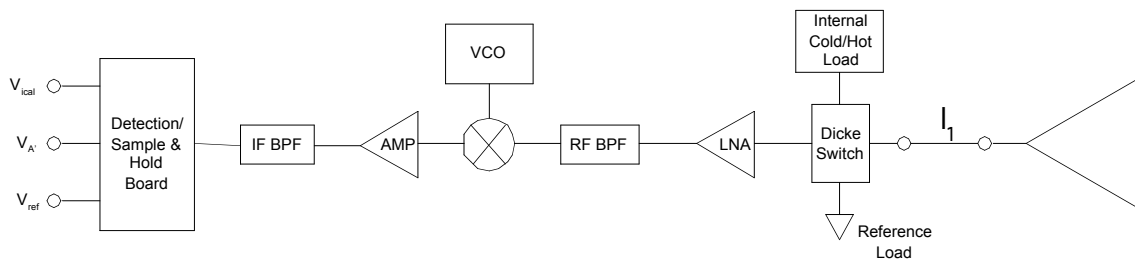 Internal
Cold/Hot
Load
VCO
V_ical
Detection/
Sample &
Hold
Board
V_A'
V_ref
IF BPF
AMP
RF BPF
LNA
Dicke
Switch
l_1
Reference
Load